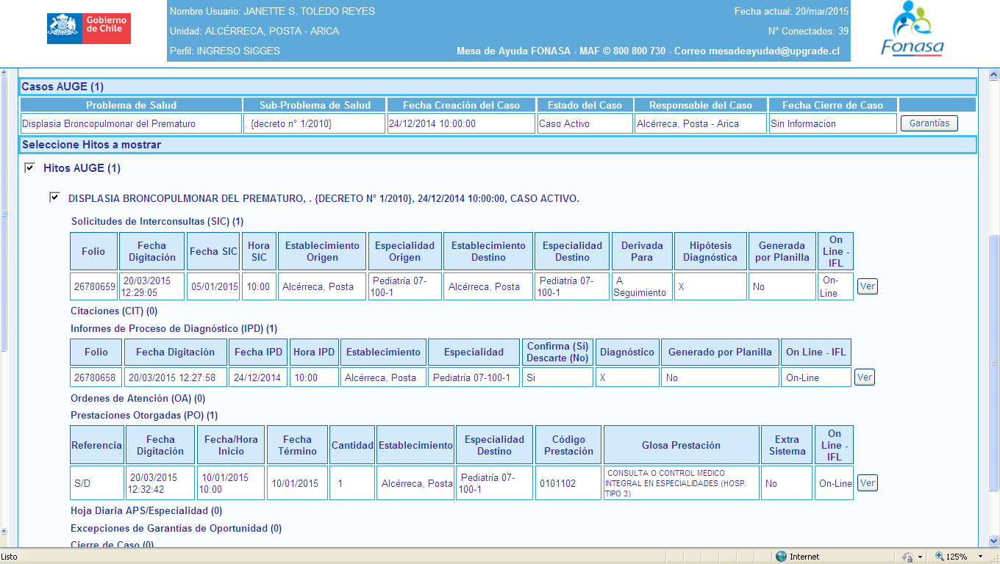 Gobierno de Chile
Nombre Usuario: JANETTE S. TOLEDO REYES
Fecha actual: 20/mar/2015
Unidad: ALCÉRRECA, POSTA - ARICA
N° Conectados: 39
Perfil: INGRESO SIGGES
Mesa de Ayuda FONASA - MAF © 800 800 730 - Correo mesadeayudad@upgrade.cl
Fonasa
Casos AUGE (1)
Problema de Salud Sub-Problema de Salud Fecha Creación del Caso Estado del Caso Responsable del Caso Fecha Cierre de Caso
Displasia Broncopulmonar del Prematuro . {decreto n° 1/2010} 24/12/2014 10:00:00 Caso Activo Alcérreca, Posta - Arica Sin Informacion Garantías
Seleccione Hitos a mostrar
Hitos AUGE (1)
DISPLASIA BRONCOPULMONAR DEL PREMATURO, . {DECRETO N° 1/2010}, 24/12/2014 10:00:00, CASO ACTIVO.
Solicitudes de Interconsultas (SIC) (1)
Folio Fecha Digitación Fecha SIC Hora SIC Establecimiento Origen Especialidad Origen Establecimiento Destino Especialidad Destino Derivada Para Hipótesis Diagnóstica Generada por Planilla On Line - IFL
26780659 20/03/2015 12:29:05 05/01/2015 10:00 Alcérreca, Posta Pediatría 07-100-1 Alcérreca, Posta Pediatría 07-100-1 A Seguimiento X No On-Line Ver
Citaciones (CIT) (0)
Informes de Proceso de Diagnóstico (IPD) (1)
Folio Fecha Digitación Fecha IPD Hora IPD Establecimiento Especialidad Confirma (Sí) Descarte (No) Diagnóstico Generado por Planilla On Line - IFL
26780658 20/03/2015 12:27:58 24/12/2014 10:00 Alcérreca, Posta Pediatría 07-100-1 Si X No On-Line Ver
Ordenes de Atención (OA) (0)
Prestaciones Otorgadas (PO) (1)
Referencia Fecha Digitación Fecha/Hora Inicio Fecha Término Cantidad Establecimiento Especialidad Destino Código Prestación Glosa Prestación Extra Sistema On Line - IFL
S/D 20/03/2015 12:32:42 10/01/2015 10:00 10/01/2015 1 Alcérreca, Posta Pediatría 07-100-1 0101102 CONSULTA O CONTROL MEDICO INTEGRAL EN ESPECIALIDADES (HOSP. TIPO 3) No On-Line Ver
Hoja Diaria APS/Especialidad (0)
Excepciones de Garantías de Oportunidad (0)
Cierre de Caso (0)
Listo
Internet
125%